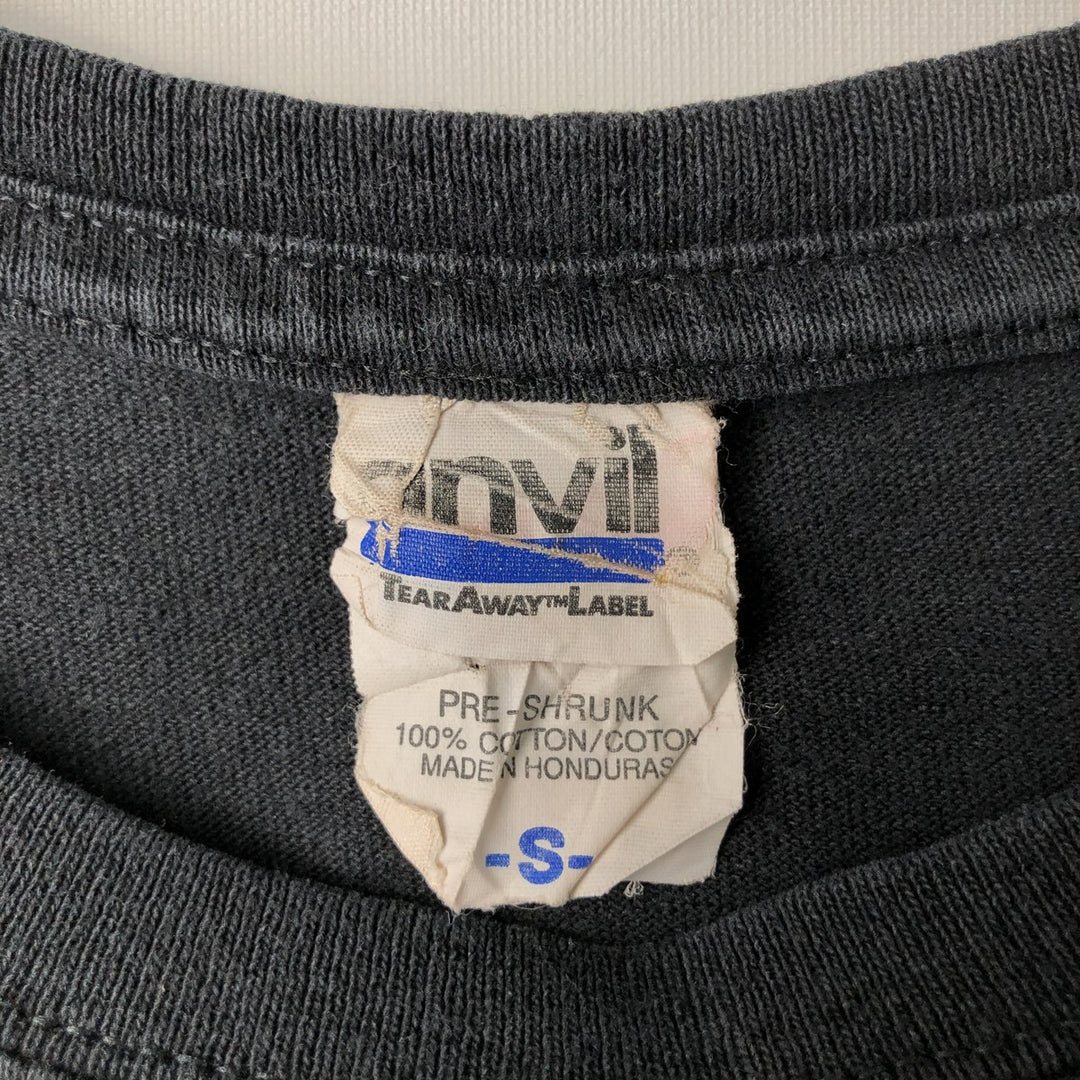 anvil®
TEARAWAY™LABEL
PRE-SHRUNK
100% COTTON/COTON
MADE N HONDURAS
-S-